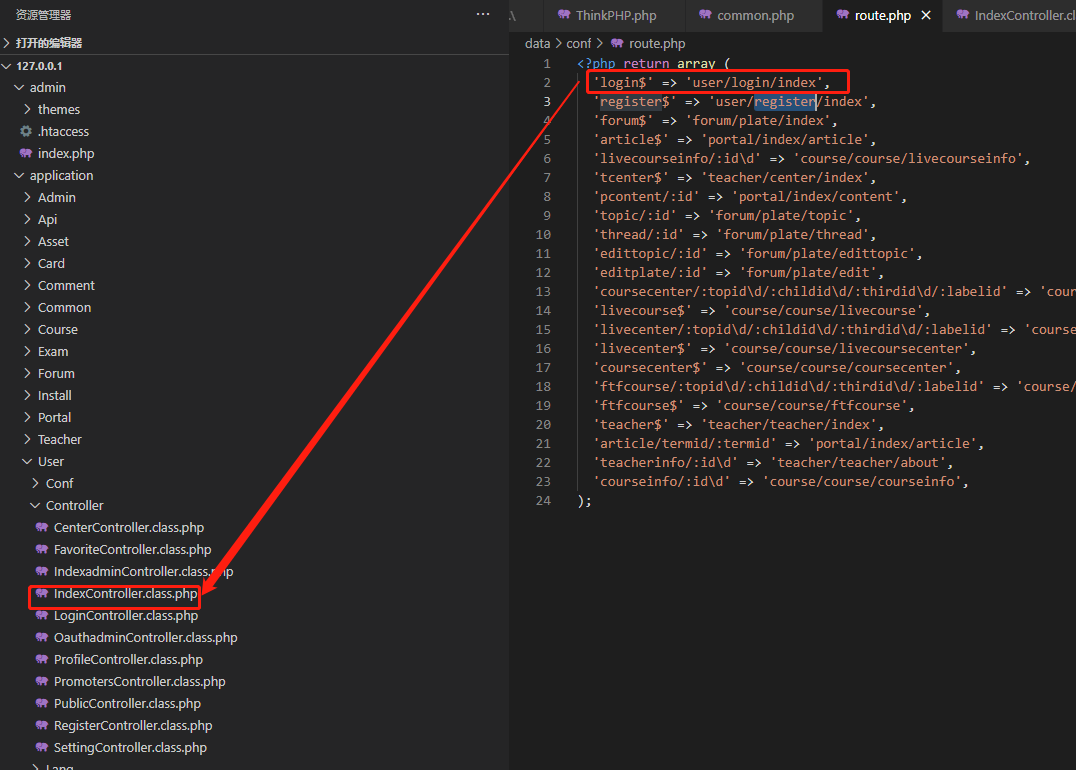 资源管理器 ···
打开的编辑器
127.0.0.1
admin
themes
.htaccess
index.php
application
Admin
Api
Asset
Card
Comment
Common
Course
Exam
Forum
Install
Portal
Teacher
User
Conf
Controller
CenterController.class.php
FavoriteController.class.php
IndexadminController.class.php
IndexController.class.php
LoginController.class.php
OauthadminController.class.php
ProfileController.class.php
PromotersController.class.php
PublicController.class.php
RegisterController.class.php
SettingController.class.php
Lang
\ ThinkPHP.php common.php route.php × IndexController.cl
data > conf > route.php
1 <?php return array (
2 'login$' => 'user/login/index',
3 'register$' => 'user/register/index',
4 'forum$' => 'forum/plate/index',
5 'article$' => 'portal/index/article',
6 'livecourseinfo/:id\d' => 'course/course/livecourseinfo',
7 'tcenter$' => 'teacher/center/index',
8 'pcontent/:id' => 'portal/index/content',
9 'topic/:id' => 'forum/plate/topic',
10 'thread/:id' => 'forum/plate/thread',
11 'edittopic/:id' => 'forum/plate/edittopic',
12 'editplate/:id' => 'forum/plate/edit',
13 'coursecenter/:topid\d/:childid\d/:thirdid\d/:labelid' => 'cour
14 'livecourse$' => 'course/course/livecourse',
15 'livecenter/:topid\d/:childid\d/:thirdid\d/:labelid' => 'course
16 'livecenter$' => 'course/course/livecoursecenter',
17 'coursecenter$' => 'course/course/coursecenter',
18 'ftfcourse/:topid\d/:childid\d/:thirdid\d/:labelid' => 'course/
19 'ftfcourse$' => 'course/course/ftfcourse',
20 'teacher$' => 'teacher/teacher/index',
21 'article/termid/:termid' => 'portal/index/article',
22 'teacherinfo/:id\d' => 'teacher/teacher/about',
23 'courseinfo/:id\d' => 'course/course/courseinfo',
24 );